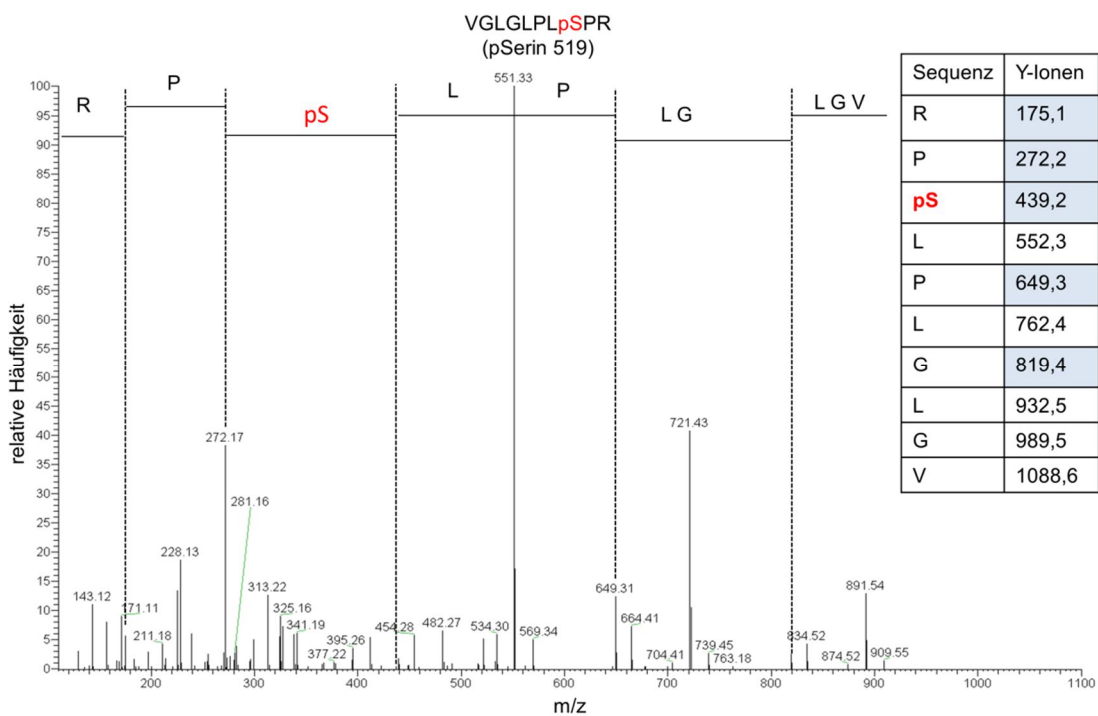 VGLGLPLpSPR
(pSerin 519)
R
P
pS
L
P
L G
L G V
relative Häufigkeit
100
95
90
85
80
75
70
65
60
55
50
45
40
35
30
25
20
15
10
5
0
551.33
272.17
281.16
721.43
228.13
143.12
171.11
211.18
313.22
325.16
341.19
377.22
395.26
454.28
482.27
534.30
569.34
649.31
664.41
704.41
739.45
763.18
834.52
874.52
891.54
909.55
200
300
400
500
600
700
800
900
1000
1100
m/z
Sequenz Y-Ionen
R 175,1
P 272,2
pS 439,2
L 552,3
P 649,3
L 762,4
G 819,4
L 932,5
G 989,5
V 1088,6